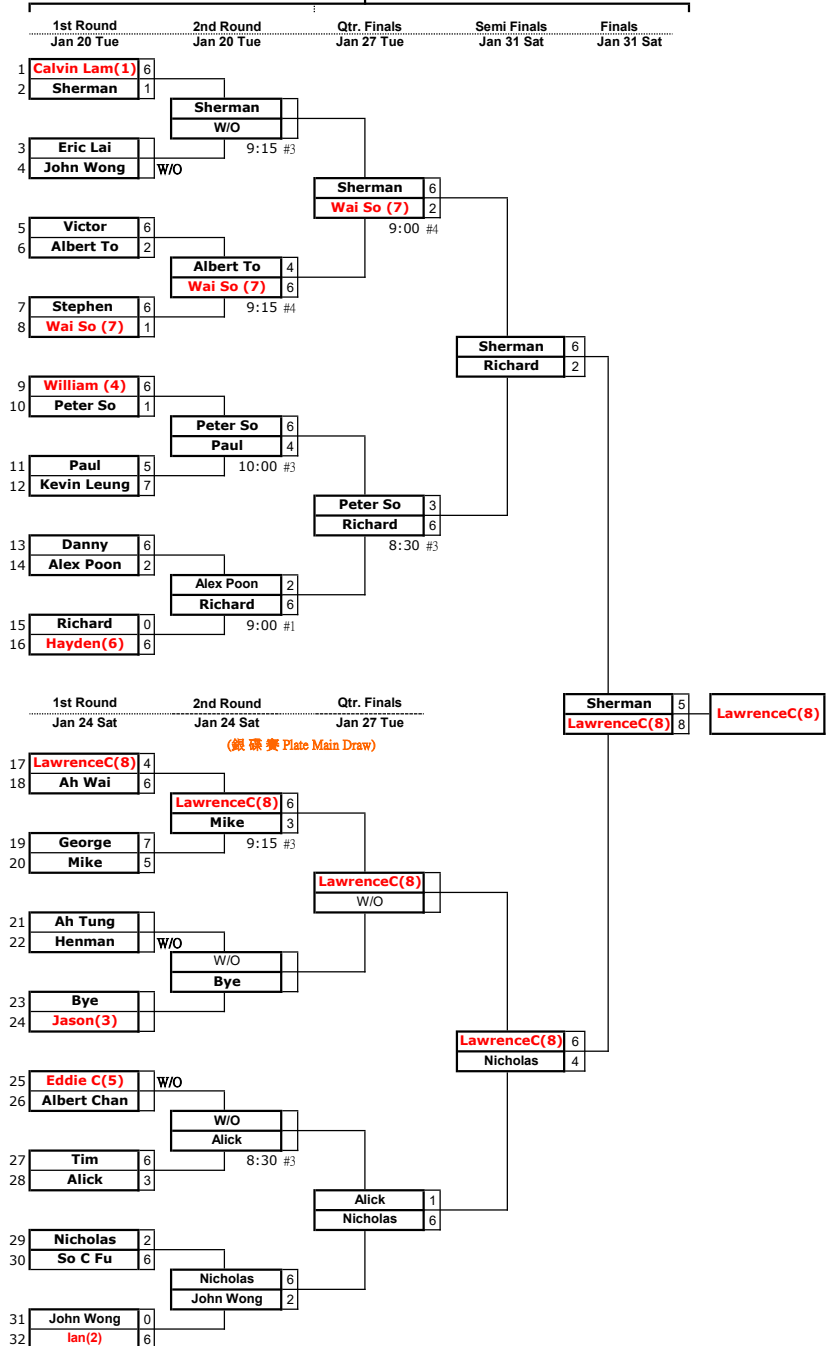 1st Round 2nd Round Qtr. Finals Semi Finals Finals
Jan 20 Tue Jan 20 Tue Jan 27 Tue Jan 31 Sat Jan 31 Sat
1 Calvin Lam(1) 6
2 Sherman 1
Sherman
W/O
9:15 #3
3 Eric Lai
4 John Wong W/O
Sherman 6
Wai So (7) 2
9:00 #4
5 Victor 6
6 Albert To 2
Albert To 4
Wai So (7) 6
9:15 #4
7 Stephen 6
8 Wai So (7) 1
Sherman 6
Richard 2
9 William (4) 6
10 Peter So 1
Peter So 6
Paul 4
10:00 #3
11 Paul 5
12 Kevin Leung 7
Peter So 3
Richard 6
8:30 #3
13 Danny 6
14 Alex Poon 2
Alex Poon 2
Richard 6
9:00 #1
15 Richard 0
16 Hayden(6) 6
Sherman 5
LawrenceC(8) 8
LawrenceC(8)
1st Round 2nd Round Qtr. Finals
Jan 24 Sat Jan 24 Sat Jan 27 Tue
(銀 碟 賽 Plate Main Draw)
17 LawrenceC(8) 4
18 Ah Wai 6
LawrenceC(8) 6
Mike 3
9:15 #3
19 George 7
20 Mike 5
LawrenceC(8)
W/O
21 Ah Tung
22 Henman W/O
W/O
Bye
23 Bye
24 Jason(3)
LawrenceC(8) 6
Nicholas 4
25 Eddie C(5) W/O
26 Albert Chan
W/O
Alick
8:30 #3
27 Tim 6
28 Alick 3
Alick 1
Nicholas 6
29 Nicholas 2
30 So C Fu 6
Nicholas 6
John Wong 2
31 John Wong 0
32 Ian(2) 6